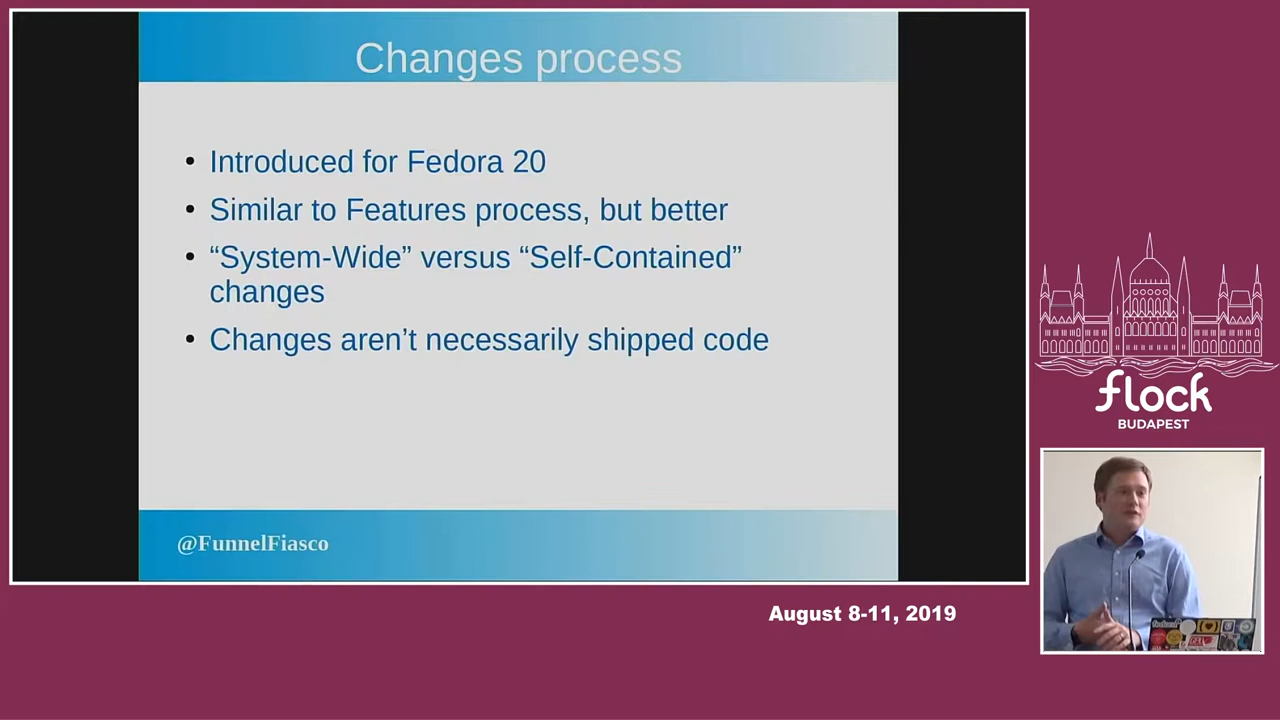 Changes process
• Introduced for Fedora 20
• Similar to Features process, but better
• “System-Wide” versus “Self-Contained”
changes
• Changes aren’t necessarily shipped code
@FunnelFiasco
flock
BUDAPEST
August 8-11, 2019